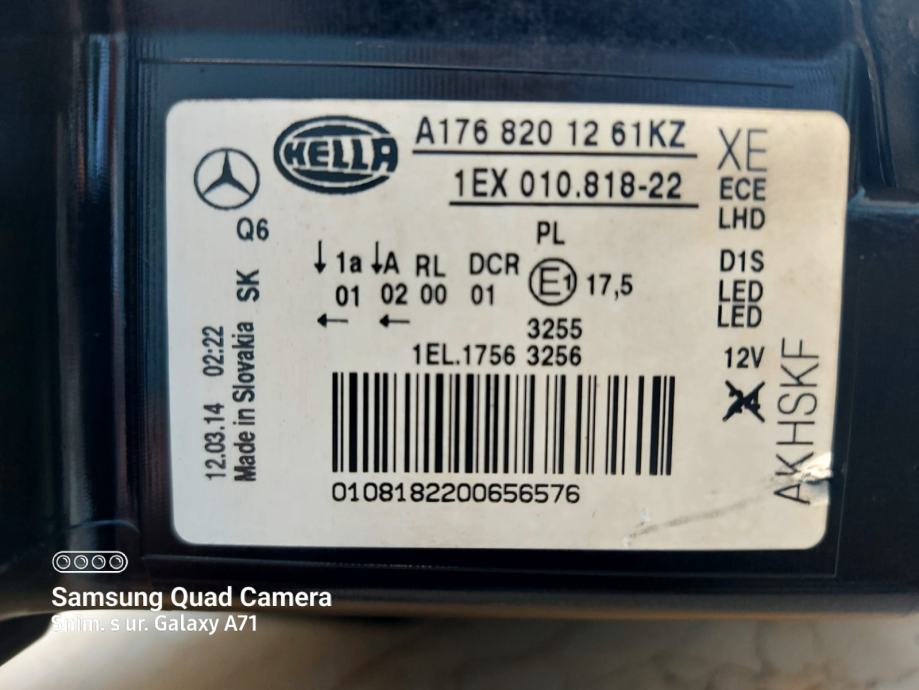 HELLA
A176 820 1 2 61KZ
1EX 010.818-22
XE
ECE
LHD
Q6
PL
↓ 1a ↓A RL DCR
01 02 00 01
← ←
E1 17,5
D1S
LED
LED
3255
1EL.1756 3256
12V
AKHSKF
12.03.14 02:22
Made in Slovakia SK
0108182200656576
Samsung Quad Camera
Snim. s ur. Galaxy A71